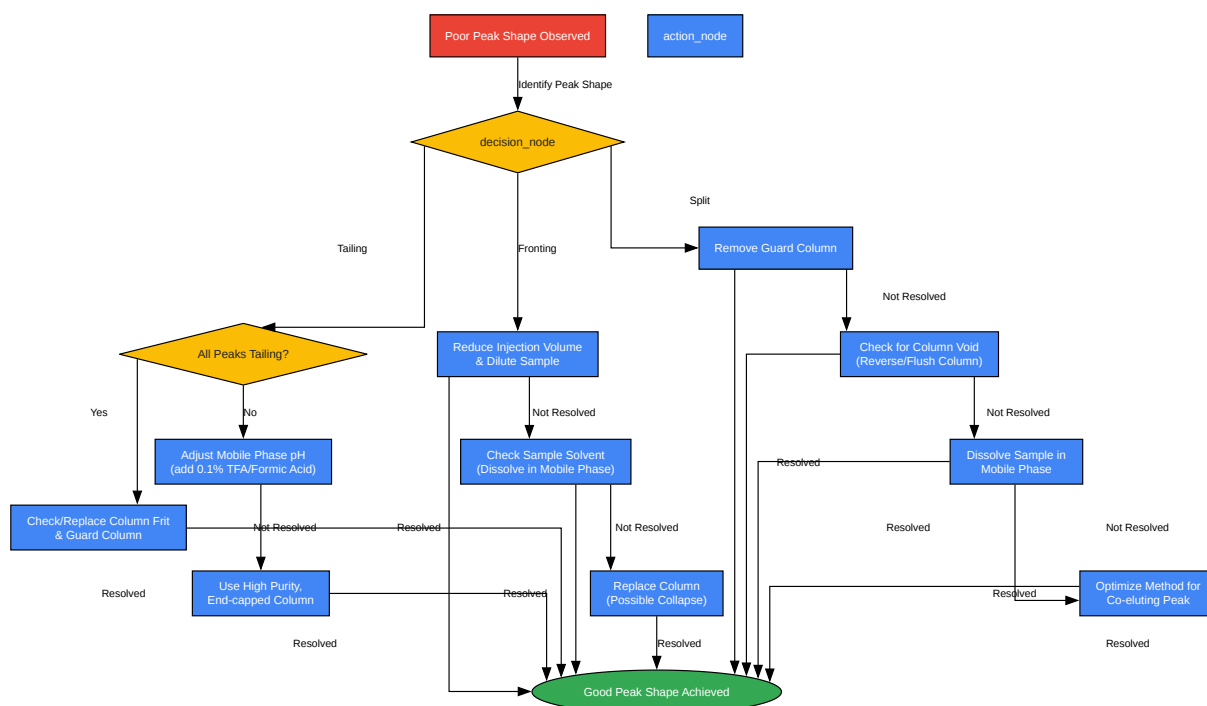 Poor Peak Shape Observed
action_node
Identify Peak Shape
decision_node
Split
Remove Guard Column
Tailing
Fronting
Not Resolved
All Peaks Tailing?
Reduce Injection Volume
& Dilute Sample
Check for Column Void
(Reverse/Flush Column)
Yes
No
Not Resolved
Not Resolved
Adjust Mobile Phase pH
(add 0.1% TFA/Formic Acid)
Check Sample Solvent
(Dissolve in Mobile Phase)
Resolved
Dissolve Sample in
Mobile Phase
Check/Replace Column Frit
& Guard Column
Not Resolved
Resolved
Not Resolved
Resolved
Not Resolved
Resolved
Use High Purity,
End-capped Column
Resolved
Replace Column
(Possible Collapse)
Resolved
Optimize Method for
Co-eluting Peak
Resolved
Resolved
Resolved
Good Peak Shape Achieved